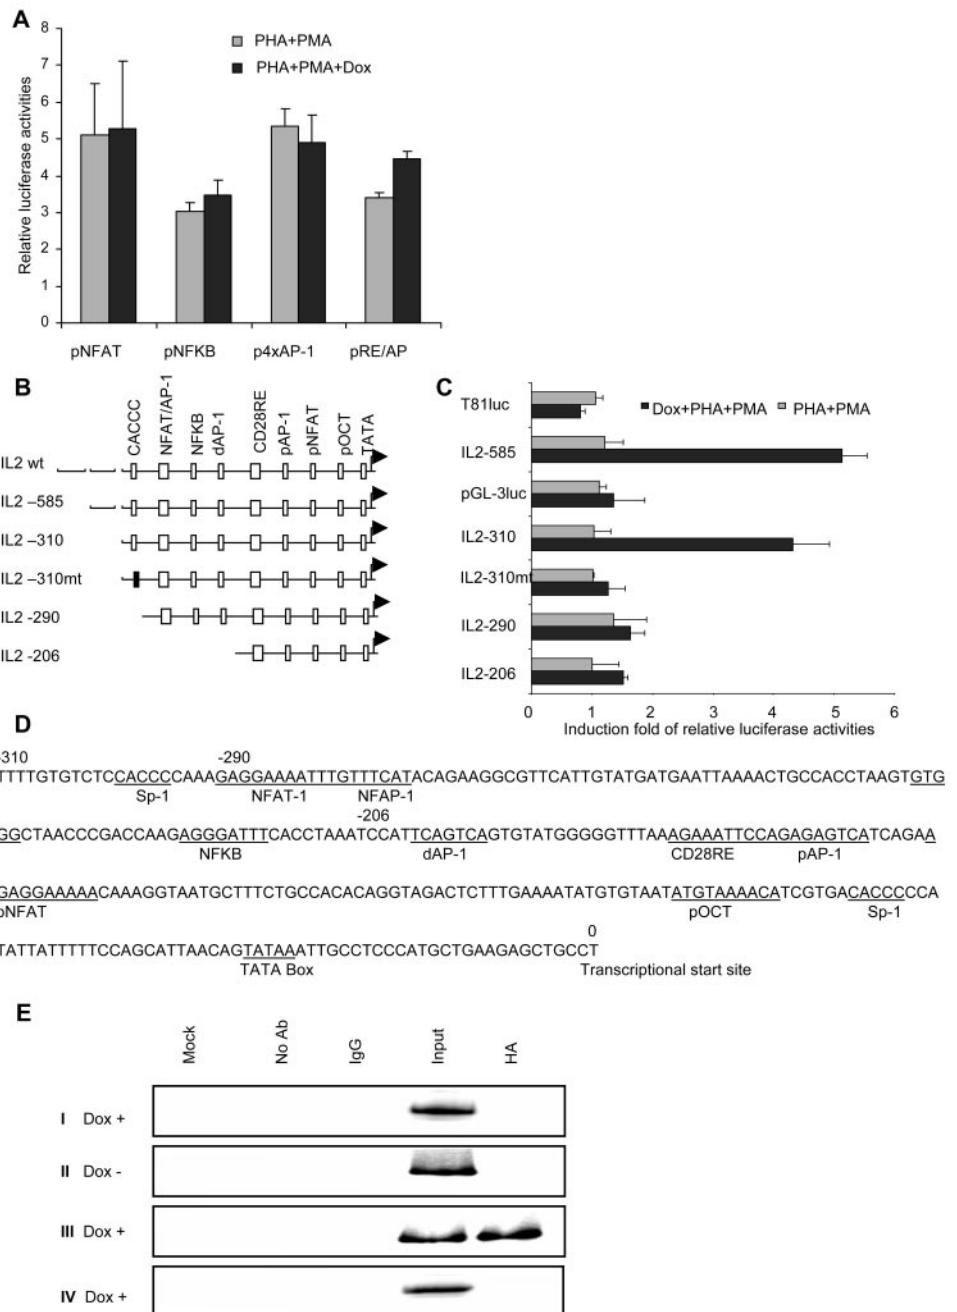 A
8
7
6
5
4
3
2
1
0
Relative luciferase activities
PHA+PMA
PHA+PMA+Dox
pNFAT pNFKB p4xAP-1 pRE/AP
B
CACCC NFAT/AP-1 NFKB dAP-1 CD28RE pAP-1 pNFAT pOCT TATA
IL2 wt
IL2 –585
IL2 –310
IL2 –310mt
IL2 -290
IL2 -206
C
T81luc
IL2-585
pGL-3luc
IL2-310
IL2-310mt
IL2-290
IL2-206
Dox+PHA+PMA PHA+PMA
0 1 2 3 4 5 6
Induction fold of relative luciferase activities
D
-310 -290
TTTTGTGTCTCCACCCCAAAGAGGAAAATTTGTTTCATACAGAAGGCGTTCATTGTATGATGAATTAAAACTGCCACCTAAGTGTG
Sp-1 NFAT-1 NFAP-1
-206
GGCTAACCCGACCAAGAGGGATTTCACCTAAATCCATTCAGTCAGTGTATGGGGGTTTAAAGAAATTCCAGAGAGTCATCAGAA
NFKB dAP-1 CD28RE pAP-1
GAGGAAAAACAAAGGTAATGCTTTCTGCCACACAGGTAGACTCTTTGAAAATATGTGTAATATGTAAAACATCGTGACACCCCCA
pNFAT pOCT Sp-1
0
TATTATTTTTCCAGCATTAACAGTATAAATTGCCTCCCATGCTGAAGAGCTGCCT
TATA Box Transcriptional start site
E
Mock No Ab IgG Input HA
I Dox +
II Dox -
III Dox +
IV Dox +